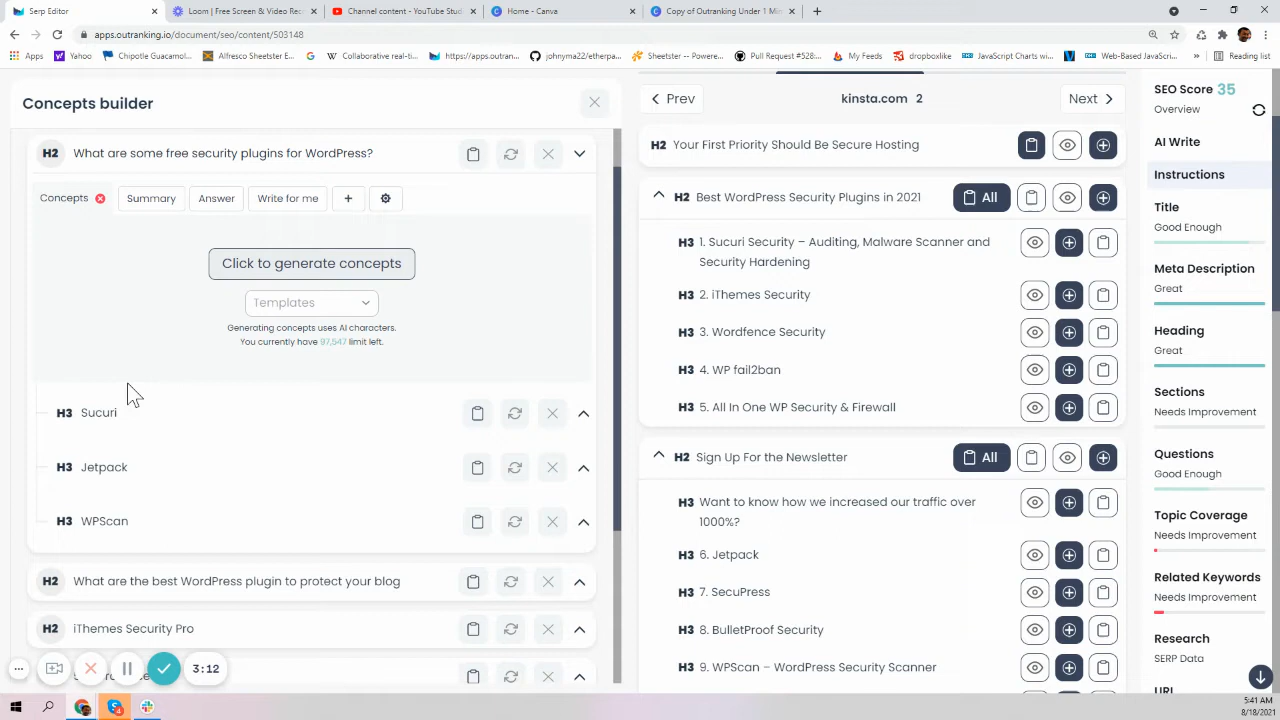 Serp Editor
Loom | Free Screen & Video Rec
Channel content - YouTube Stud
Home - Canva
Copy of Outranking Under 1 Min
apps.outranking.io/document/seo/content/503148
Apps
Yahoo
Chipotle Guacamol...
Alfresco Sheetster E...
Collaborative real-ti...
https://apps.outran...
johnyma22/etherpa...
Sheetster -- Powere...
Pull Request #528:...
My Feeds
dropboxlike
JavaScript Charts wi...
Web-Based JavaScr...
»
Reading list
Concepts builder
H2 What are some free security plugins for WordPress?
Concepts
Summary
Answer
Write for me
+
Click to generate concepts
Templates
Generating concepts uses AI characters.
You currently have 97,547 limit left.
H3 Sucuri
H3 Jetpack
H3 WPScan
H2 What are the best WordPress plugin to protect your blog
H2 iThemes Security Pro
3:12
Prev
kinsta.com 2
Next
H2 Your First Priority Should Be Secure Hosting
H2 Best WordPress Security Plugins in 2021
All
H3 1. Sucuri Security – Auditing, Malware Scanner and
Security Hardening
H3 2. iThemes Security
H3 3. Wordfence Security
H3 4. WP fail2ban
H3 5. All In One WP Security & Firewall
H2 Sign Up For the Newsletter
All
H3 Want to know how we increased our traffic over
1000%?
H3 6. Jetpack
H3 7. SecuPress
H3 8. BulletProof Security
H3 9. WPScan – WordPress Security Scanner
SEO Score 35
Overview
AI Write
Instructions
Title
Good Enough
Meta Description
Great
Heading
Great
Sections
Needs Improvement
Questions
Good Enough
Topic Coverage
Needs Improvement
Related Keywords
Needs Improvement
Research
SERP Data
URL
5:41 AM
8/18/2021